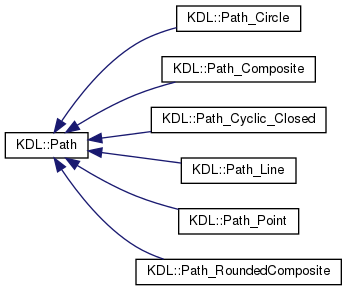 KDL::Path_Circle
KDL::Path_Composite
KDL::Path_Cyclic_Closed
KDL::Path
KDL::Path_Line
KDL::Path_Point
KDL::Path_RoundedComposite